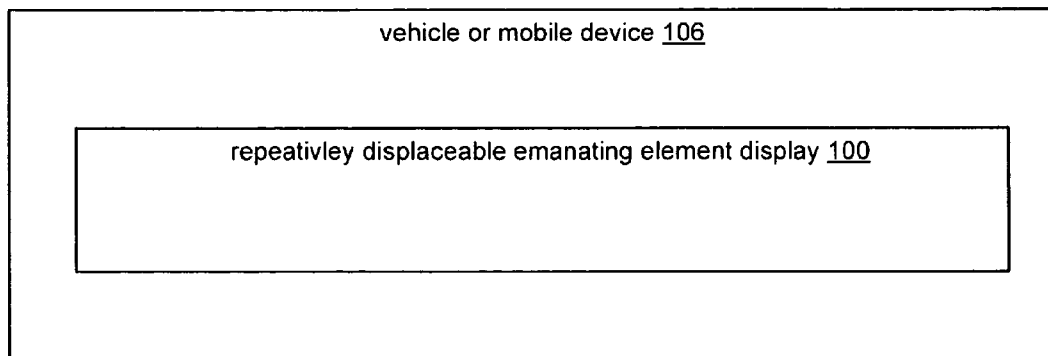 vehicle or mobile device 106
repeativley displaceable emanating element display 100